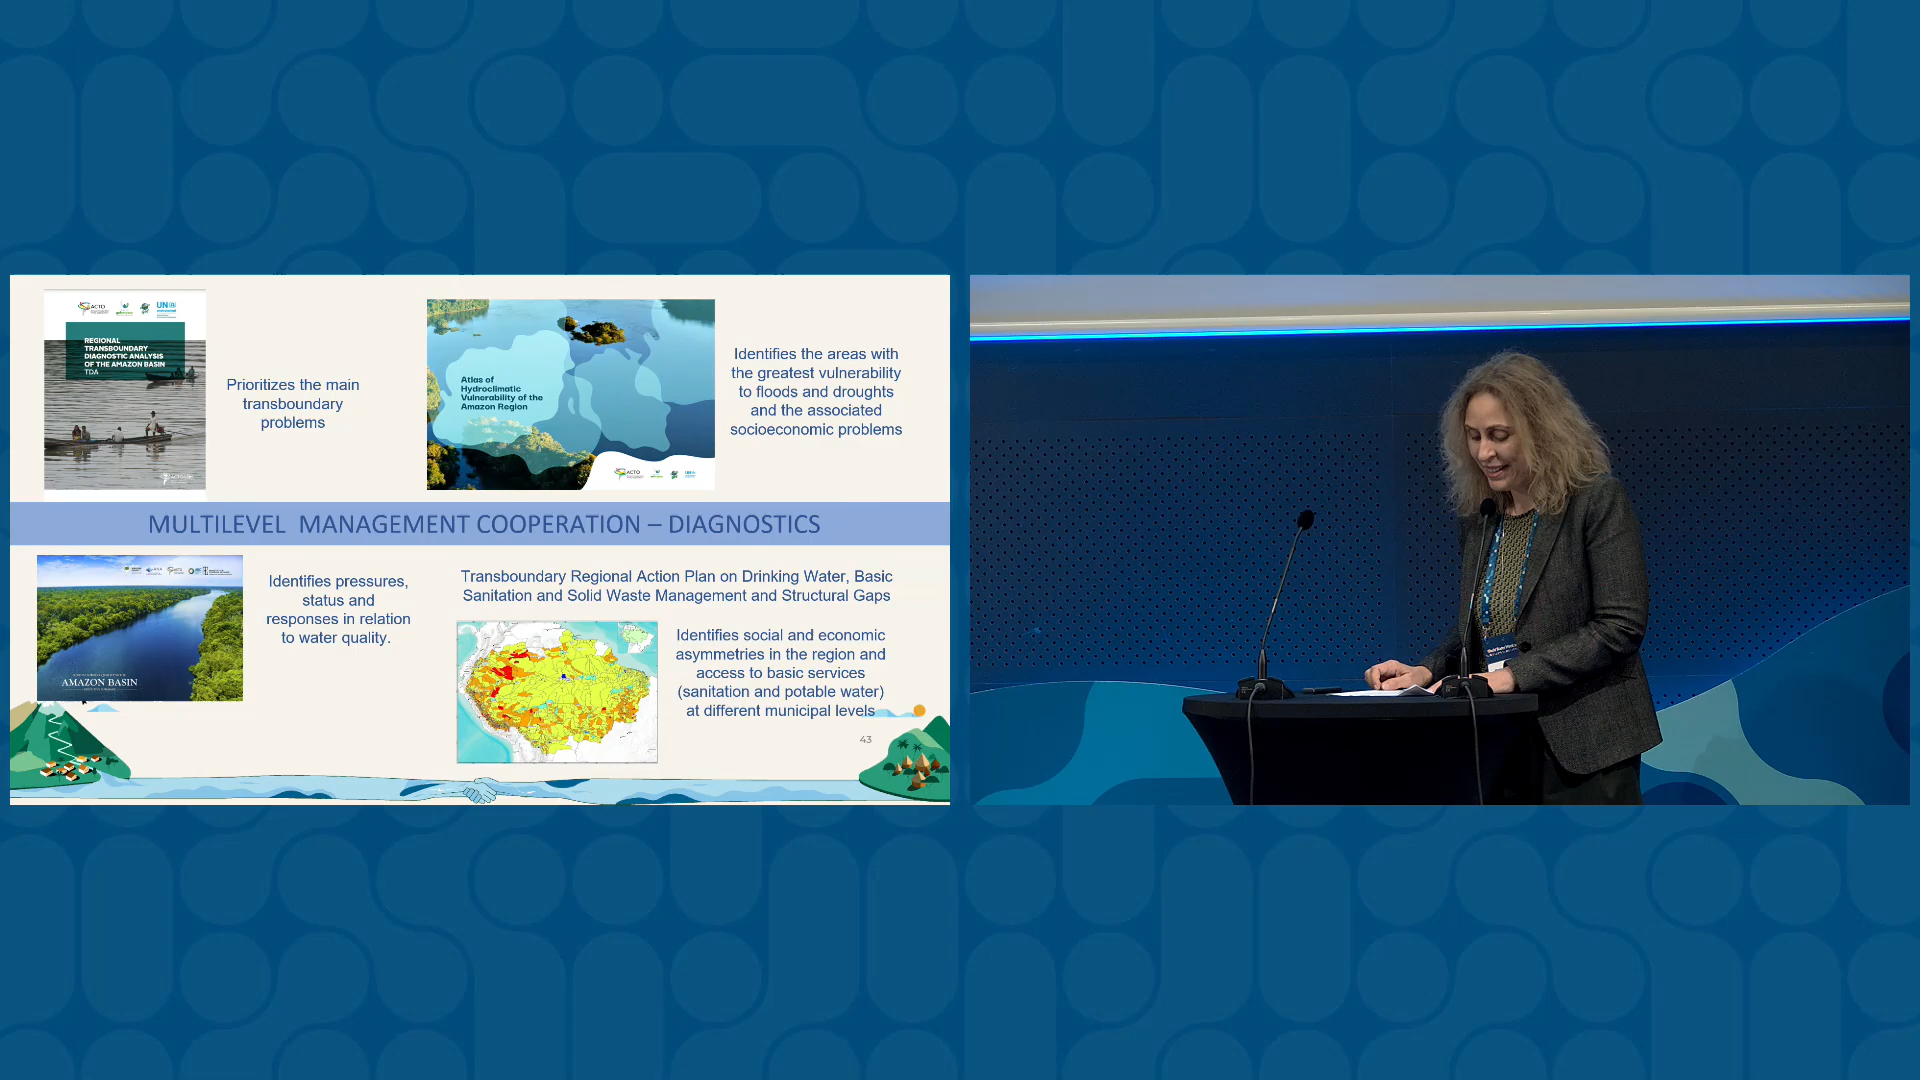 ACTO
UN
REGIONAL
TRANSBOUNDARY
DIAGNOSTIC ANALYSIS
OF THE AMAZON BASIN
TDA
Prioritizes the main
transboundary
problems
Atlas of
Hydroclimatic
Vulnerability of the
Amazon Region
ACTO
Identifies the areas with
the greatest vulnerability
to floods and droughts
and the associated
socioeconomic problems
MULTILEVEL MANAGEMENT COOPERATION – DIAGNOSTICS
AMAZON BASIN
Identifies pressures,
status and
responses in relation
to water quality.
Transboundary Regional Action Plan on Drinking Water, Basic
Sanitation and Solid Waste Management and Structural Gaps
Identifies social and economic
asymmetries in the region and
access to basic services
(sanitation and potable water)
at different municipal levels
43